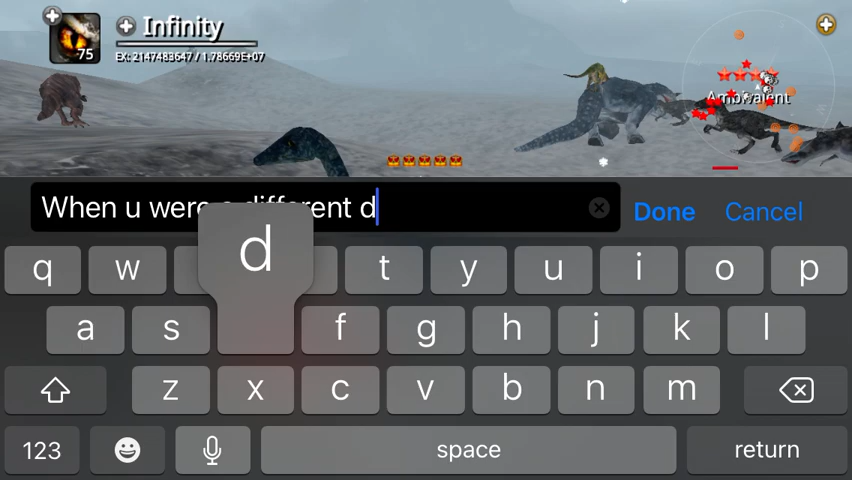 Infinity
75
EX: 2147483647 / 1.78669E+07
Ambivalent
When u were a different d
Done
Cancel
d
q w t y u i o p
a s f g h j k l
z x c v b n m
123
space
return